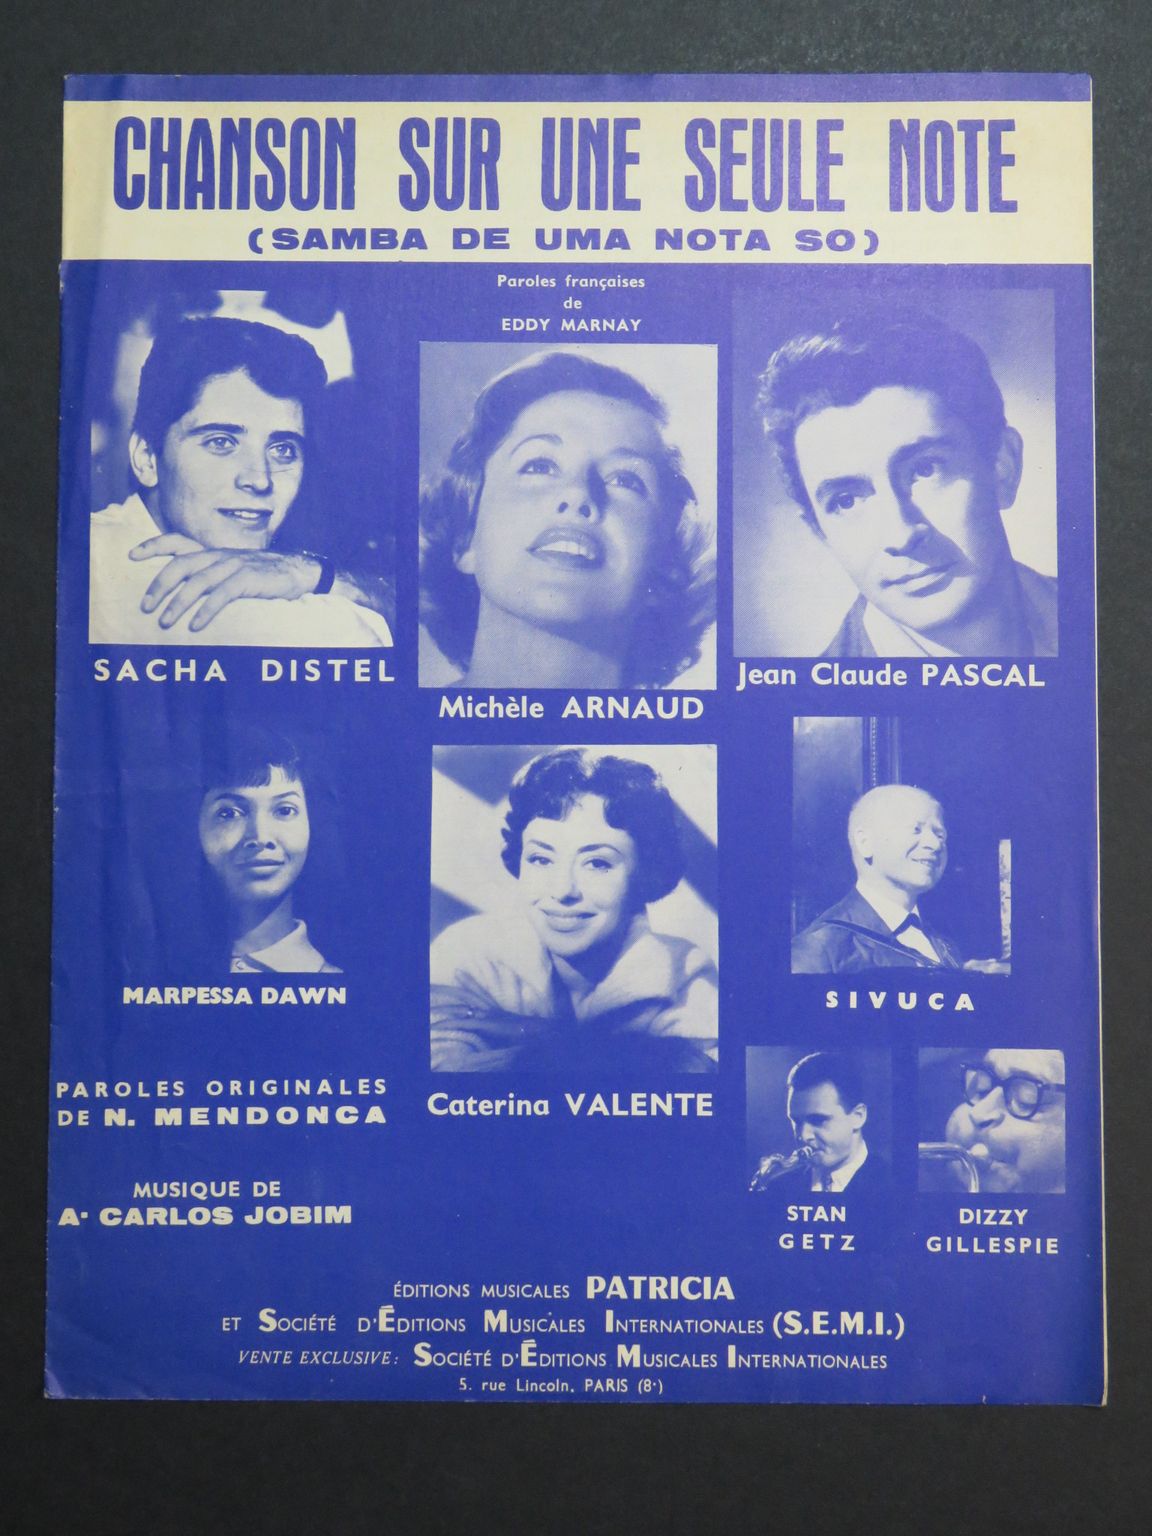 CHANSON SUR UNE SEULE NOTE
(SAMBA DE UMA NOTA SO)
Paroles françaises
de
EDDY MARNAY
SACHA DISTEL
Michèle ARNAUD
Jean Claude PASCAL
MARPESSA DAWN
Caterina VALENTE
SIVUCA
PAROLES ORIGINALES
DE N. MENDONCA
MUSIQUE DE
A. CARLOS JOBIM
STAN
GETZ
DIZZY
GILLESPIE
ÉDITIONS MUSICALES PATRICIA
ET SOCIÉTÉ D'ÉDITIONS MUSICALES INTERNATIONALES (S.E.M.I.)
VENTE EXCLUSIVE: SOCIÉTÉ D'ÉDITIONS MUSICALES INTERNATIONALES
5. rue Lincoln. PARIS (8e)